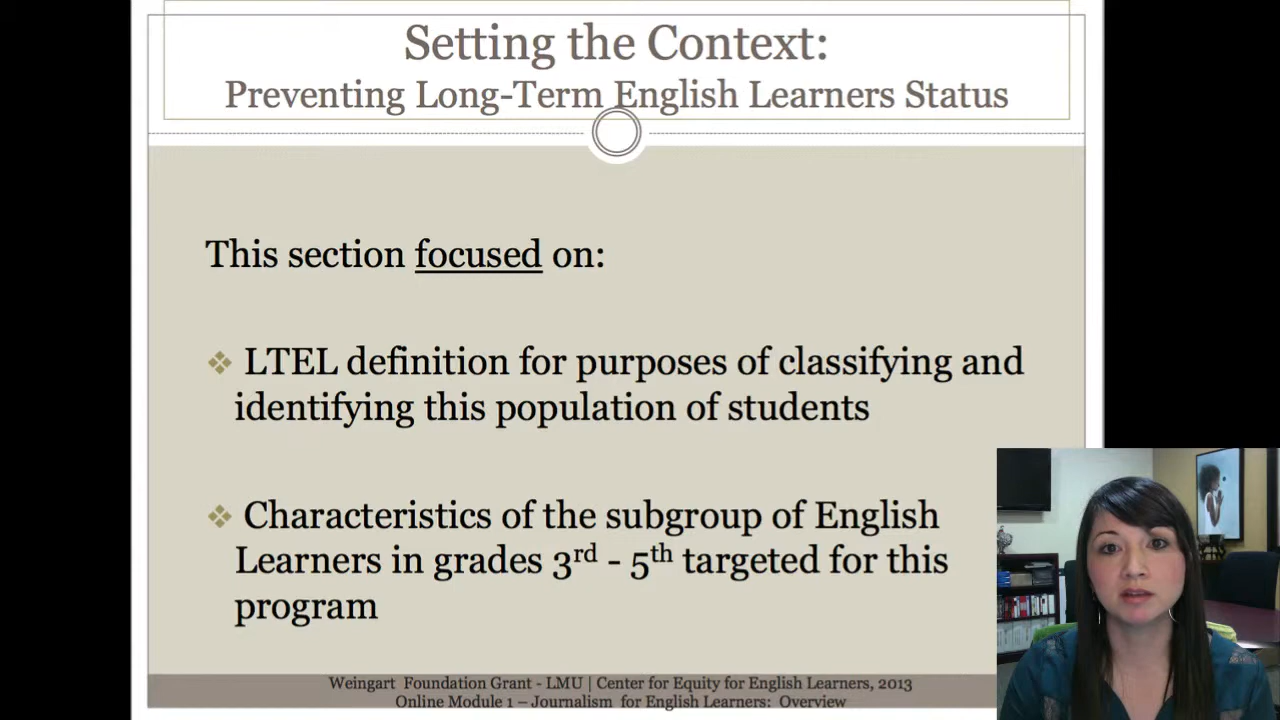 Setting the Context:
Preventing Long-Term English Learners Status
This section focused on:
❖ LTEL definition for purposes of classifying and
identifying this population of students
❖ Characteristics of the subgroup of English
Learners in grades 3rd - 5th targeted for this
program
Weingart Foundation Grant - LMU | Center for Equity for English Learners, 2013
Online Module 1 – Journalism for English Learners: Overview